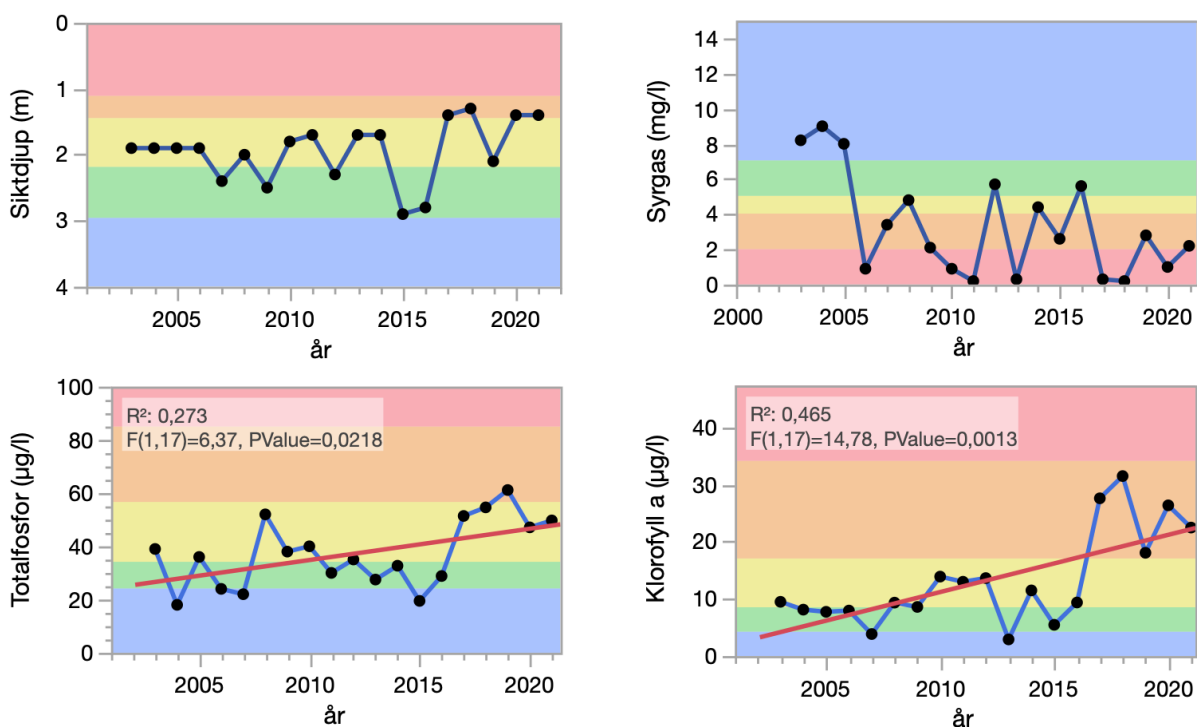 0
1
2
3
4
Siktdjup (m)
2005 2010 2015 2020
år
14
12
10
8
6
4
2
0
Syrgas (mg/l)
2000 2005 2010 2015 2020
år
100
80
60
40
20
0
Totalfosfor (µg/l)
R²: 0,273
F(1,17)=6,37, PValue=0,0218
2005 2010 2015 2020
år
40
30
20
10
0
Klorofyll a (µg/l)
R²: 0,465
F(1,17)=14,78, PValue=0,0013
2005 2010 2015 2020
år